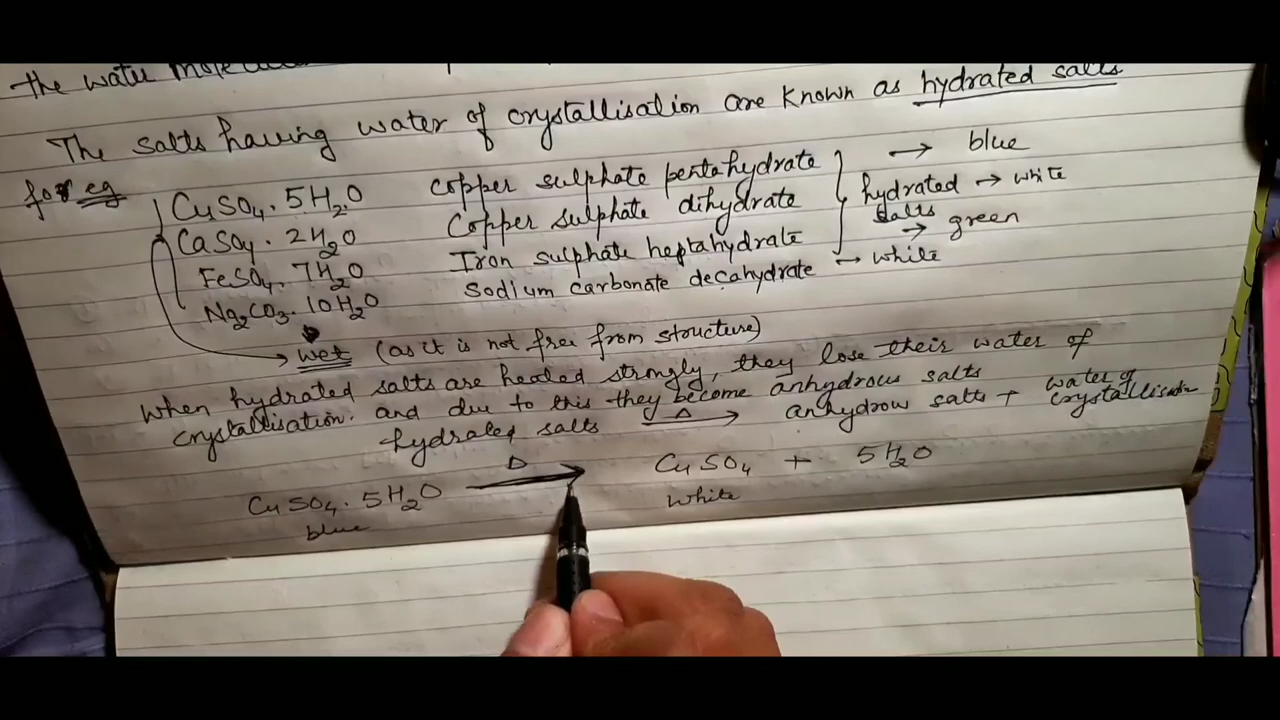 the water
The salts having water of crystallisation are known as hydrated salts
for eg
CuSO4 . 5H2O copper sulphate pentahydrate → blue
CaSO4 . 2H2O Copper sulphate dihydrate hydrated salts → white
FeSO4 . 7H2O Iron sulphate heptahydrate → green
Na2CO3 . 10H2O Sodium carbonate decahydrate → white
→ wet (as it is not free from structure)
When hydrated salts are heated strongly, they lose their water of
crystallisation. and due to this they become anhydrous salts
hydrated salts Δ → anhydrow salts + water of crystallisation
CuSO4 . 5H2O Δ → CuSO4 + 5H2O
blue white